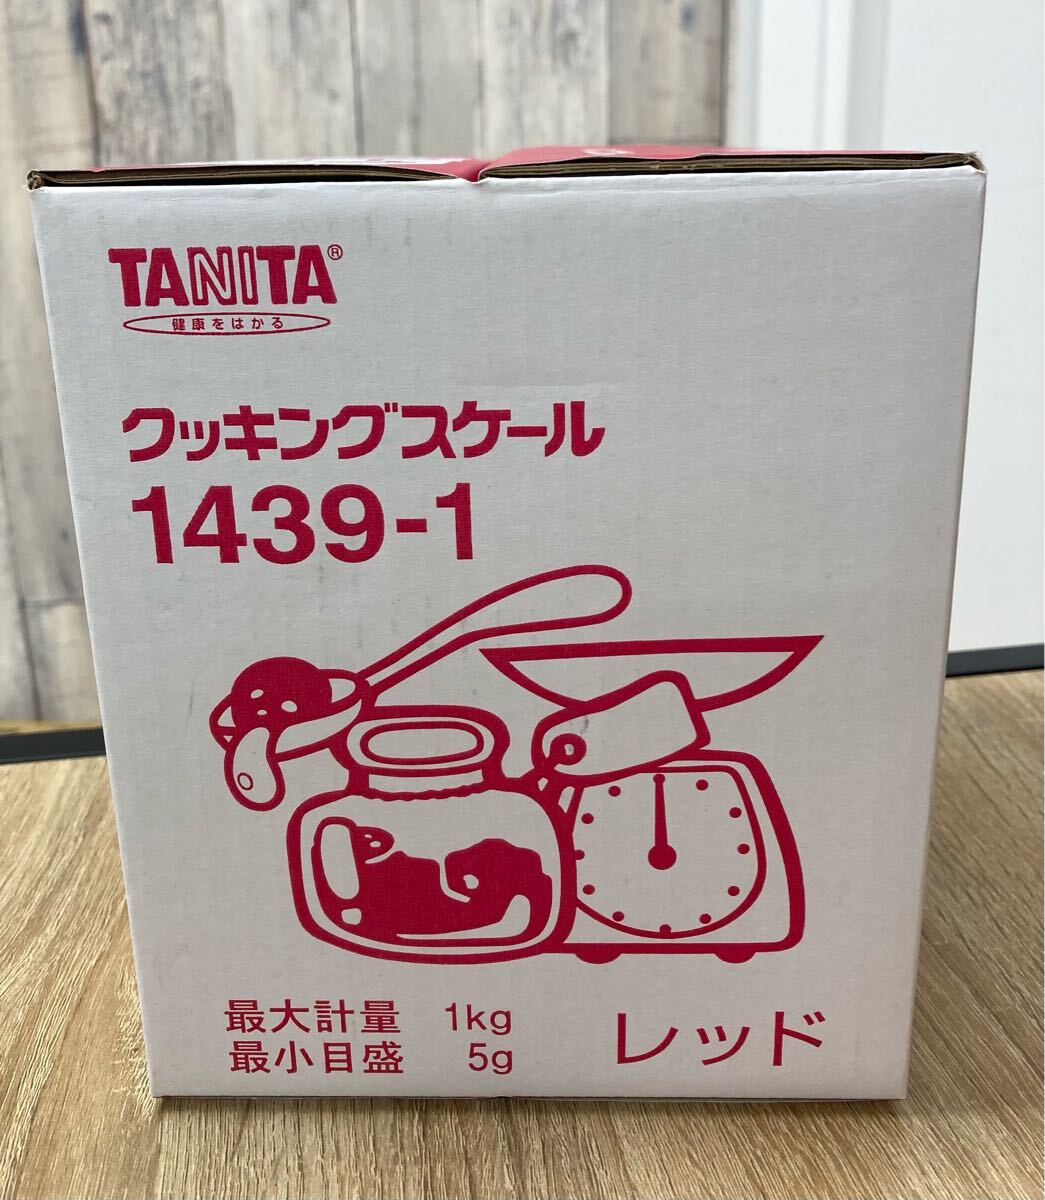 TANITA®
健康をはかる
クッキングスケール
1439-1
最大計量 1kg
最小目盛 5g
レッド